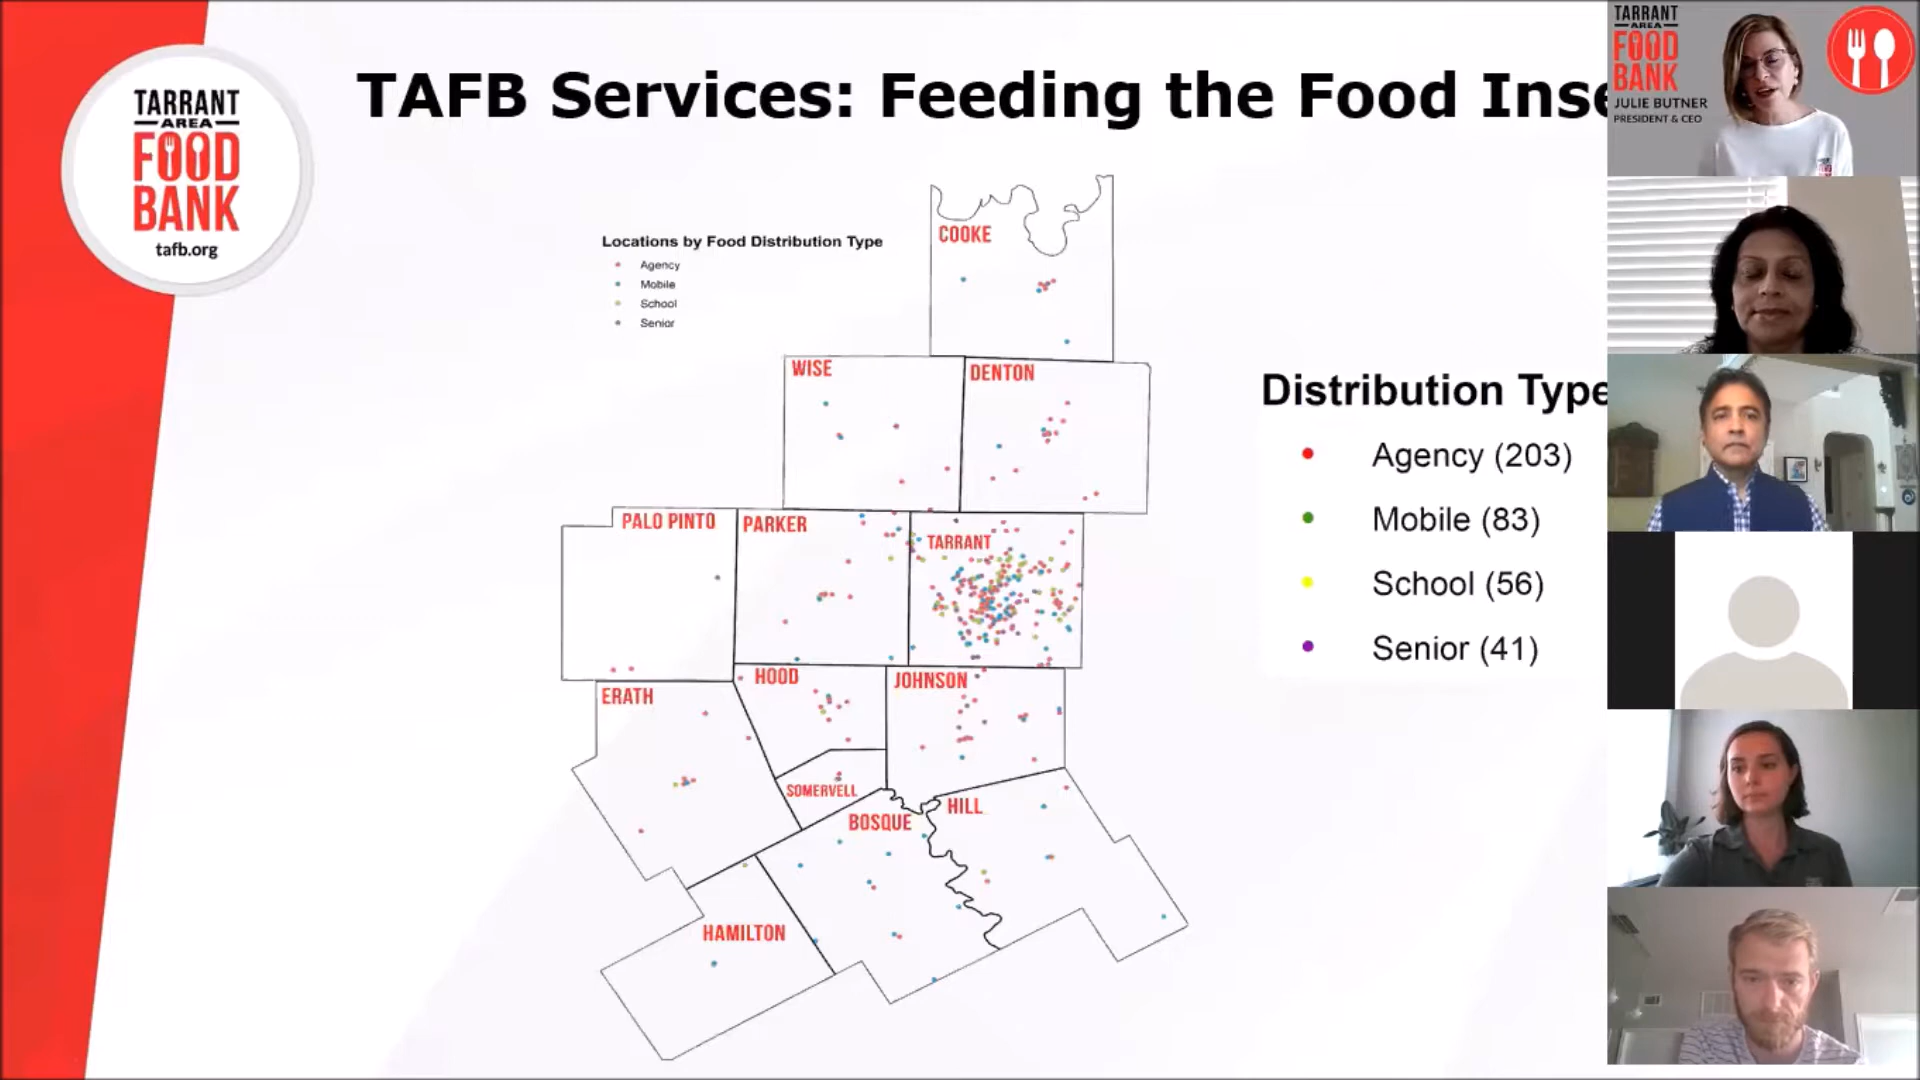 TARRANT
AREA
FOOD
BANK
tafb.org
TAFB Services: Feeding the Food Inse
Locations by Food Distribution Type
Agency
Mobile
School
Senior
COOKE
WISE
DENTON
PALO PINTO
PARKER
TARRANT
ERATH
HOOD
JOHNSON
SOMERVELL
BOSQUE
HILL
HAMILTON
Distribution Type
Agency (203)
Mobile (83)
School (56)
Senior (41)
TARRANT
AREA
FOOD
BANK
JULIE BUTNER
PRESIDENT & CEO